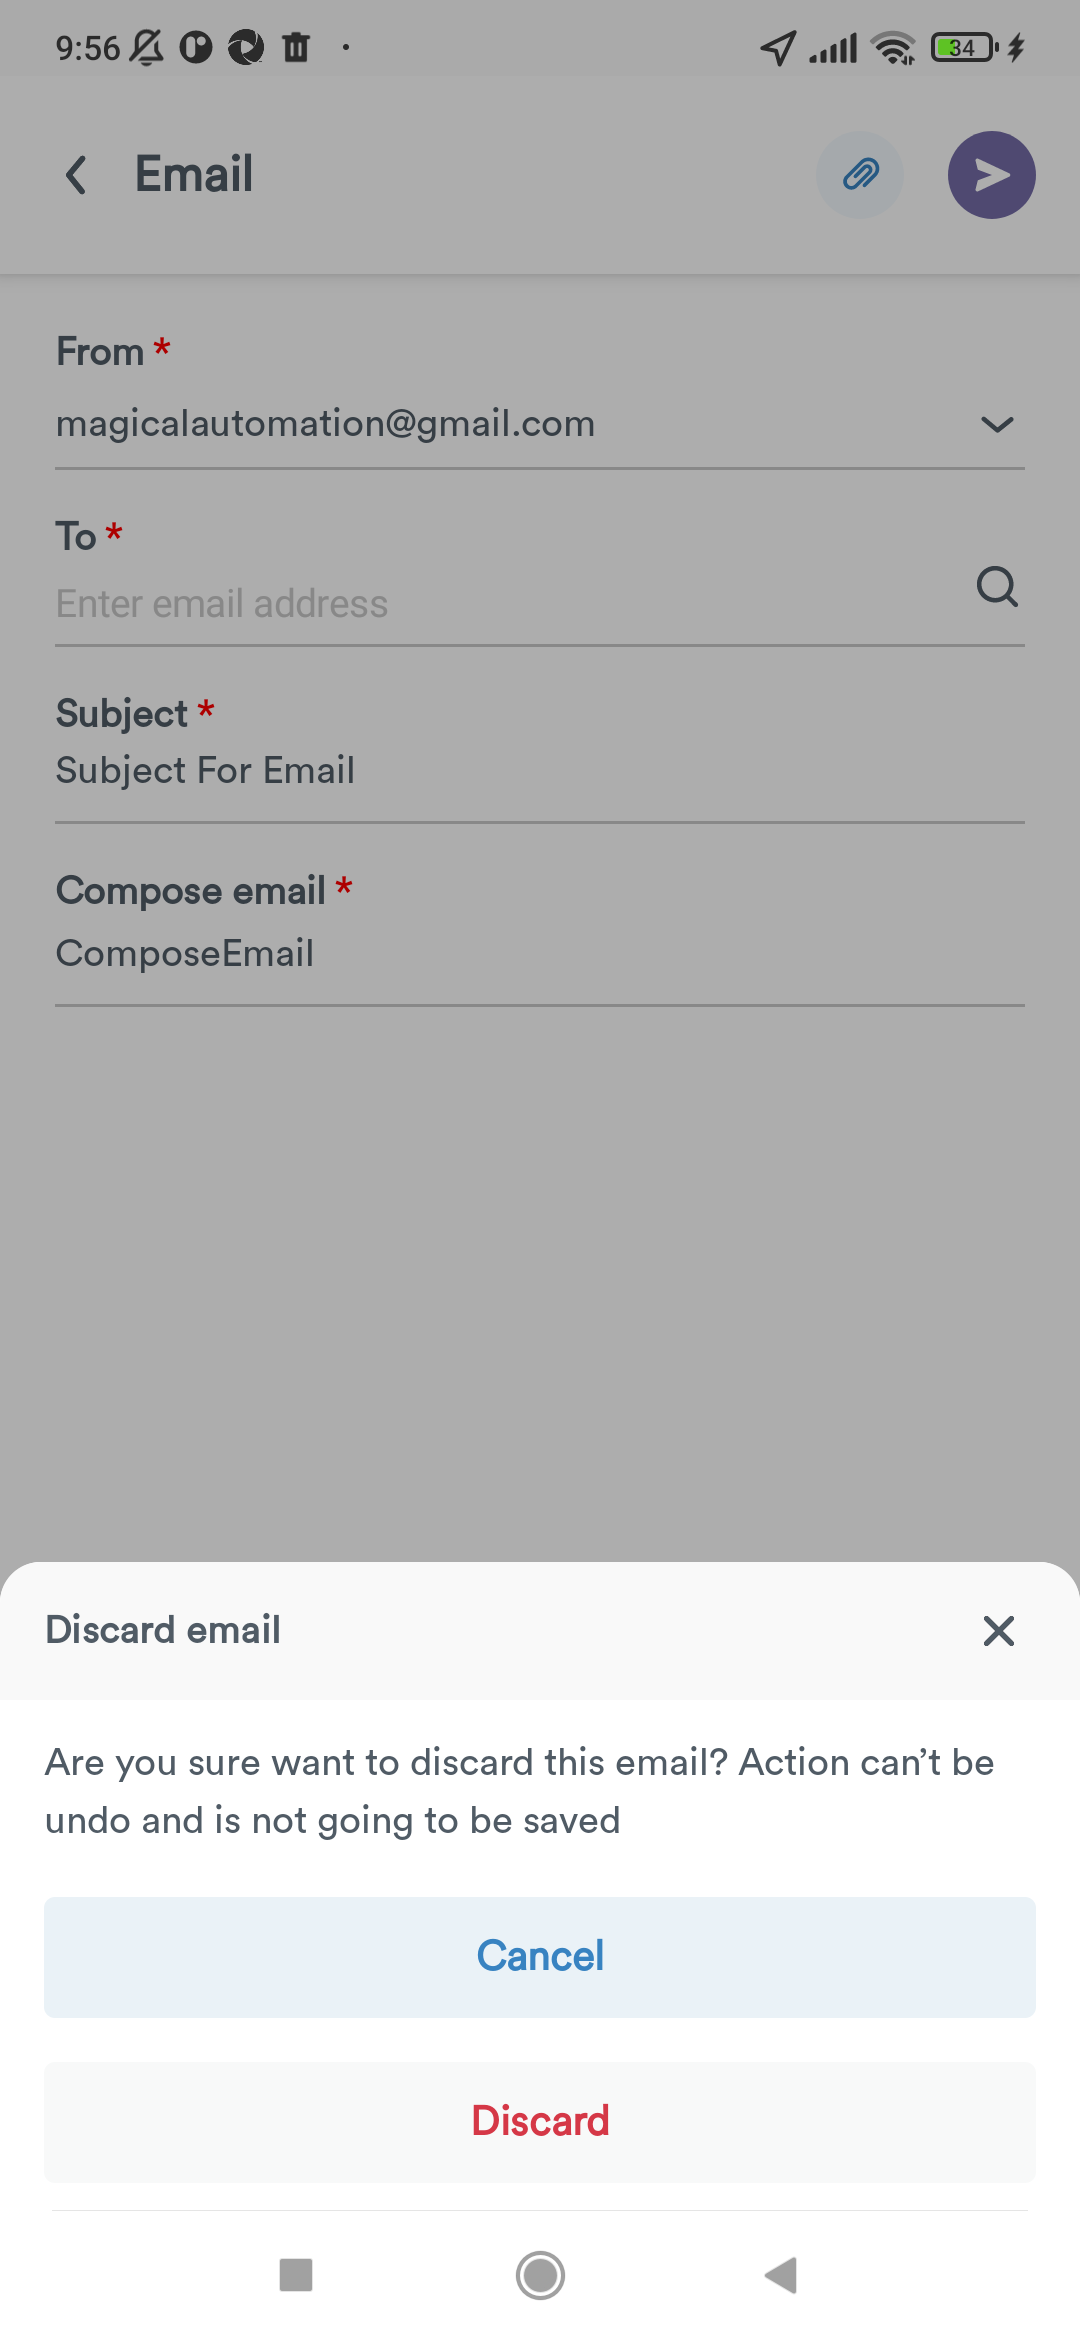 9:56
34
Email
From *
magicalautomation@gmail.com
To *
Enter email address
Subject *
Subject For Email
Compose email *
ComposeEmail
Discard email
Are you sure want to discard this email? Action can’t be
undo and is not going to be saved
Cancel
Discard